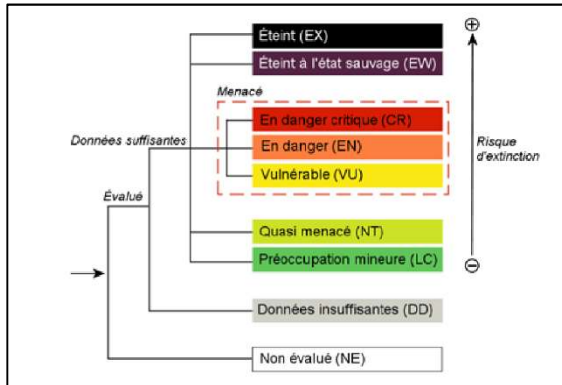 Éteint (EX)
Éteint à l'état sauvage (EW)
Menacé
En danger critique (CR)
Données suffisantes
En danger (EN)
Risque
d'extinction
Vulnérable (VU)
Évalué
Quasi menacé (NT)
Préoccupation mineure (LC)
Données insuffisantes (DD)
Non évalué (NE)